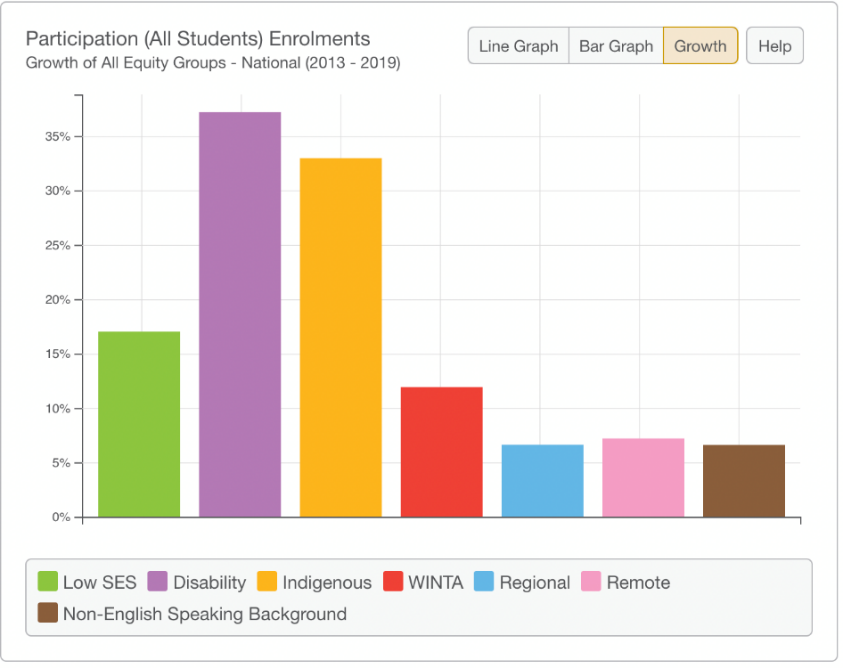 Participation (All Students) Enrolments
Growth of All Equity Groups - National (2013 - 2019)
Line Graph Bar Graph Growth Help
35%
30%
25%
20%
15%
10%
5%
0%
Low SES Disability Indigenous WINTA Regional Remote
Non-English Speaking Background